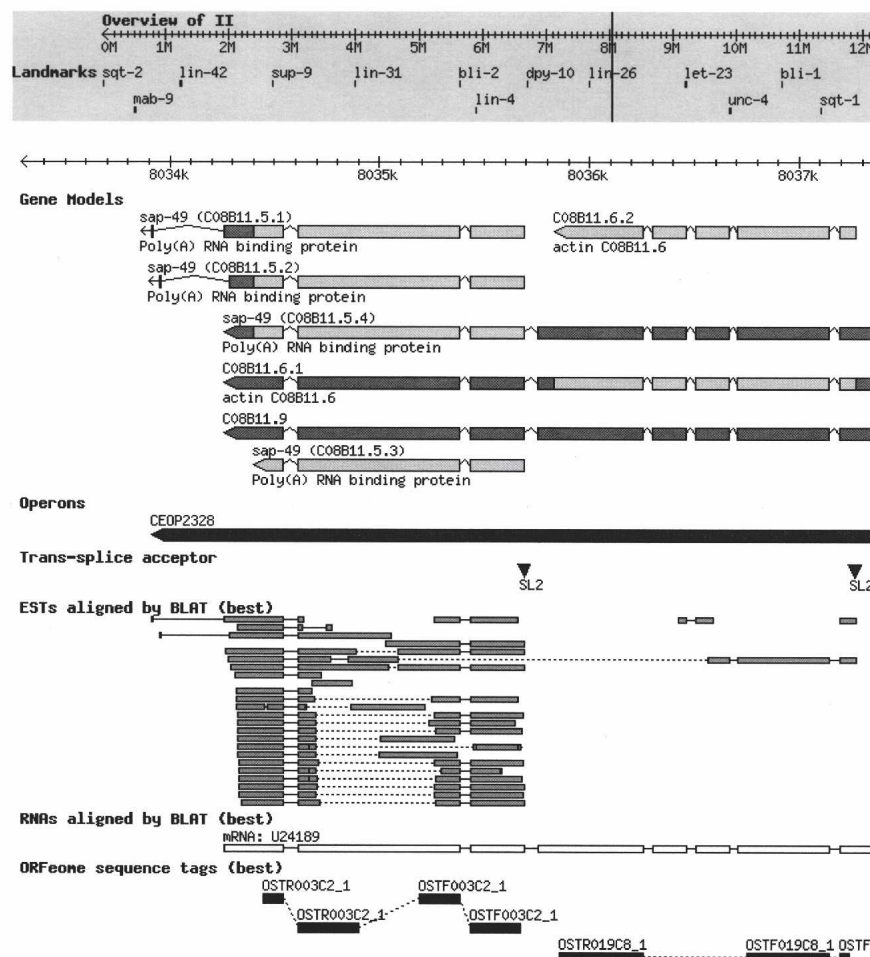 Overview of II
0M 1M 2M 3M 4M 5M 6M 7M 8M 9M 10M 11M 12M
Landmarks sqt-2 lin-42 sup-9 lin-31 bli-2 dpy-10 lin-26 let-23 bli-1
mab-9 lin-4 unc-4 sqt-1
8034k 8035k 8036k 8037k
Gene Models
sap-49 (C08B11.5.1) C08B11.6.2
Poly(A) RNA binding protein actin C08B11.6
sap-49 (C08B11.5.2)
Poly(A) RNA binding protein
sap-49 (C08B11.5.4)
Poly(A) RNA binding protein
C08B11.6.1
actin C08B11.6
C08B11.9
sap-49 (C08B11.5.3)
Poly(A) RNA binding protein
Operons
CEOP2328
Trans-splice acceptor
SL2 SL2
ESTs aligned by BLAT (best)
RNAs aligned by BLAT (best)
mRNA: U24189
ORFeome sequence tags (best)
OSTR003C2_1 OSTF003C2_1
OSTR003C2_1 OSTF003C2_1
OSTR019C8_1 OSTF019C8_1 OSTF